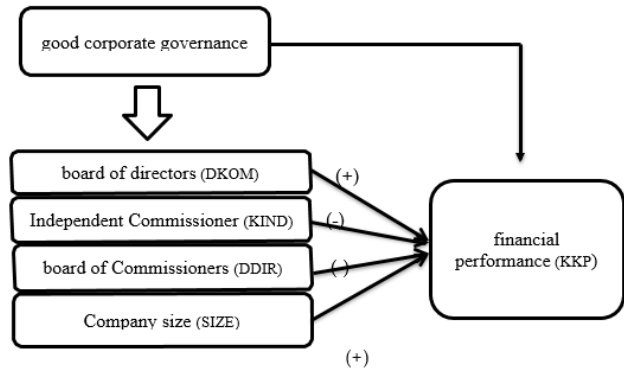 good corporate governance
board of directors (DKOM)
(+)
Independent Commissioner (KIND)
(-)
board of Commissioners (DDIR)
(-)
Company size (SIZE)
(+)
financial
performance (KKP)